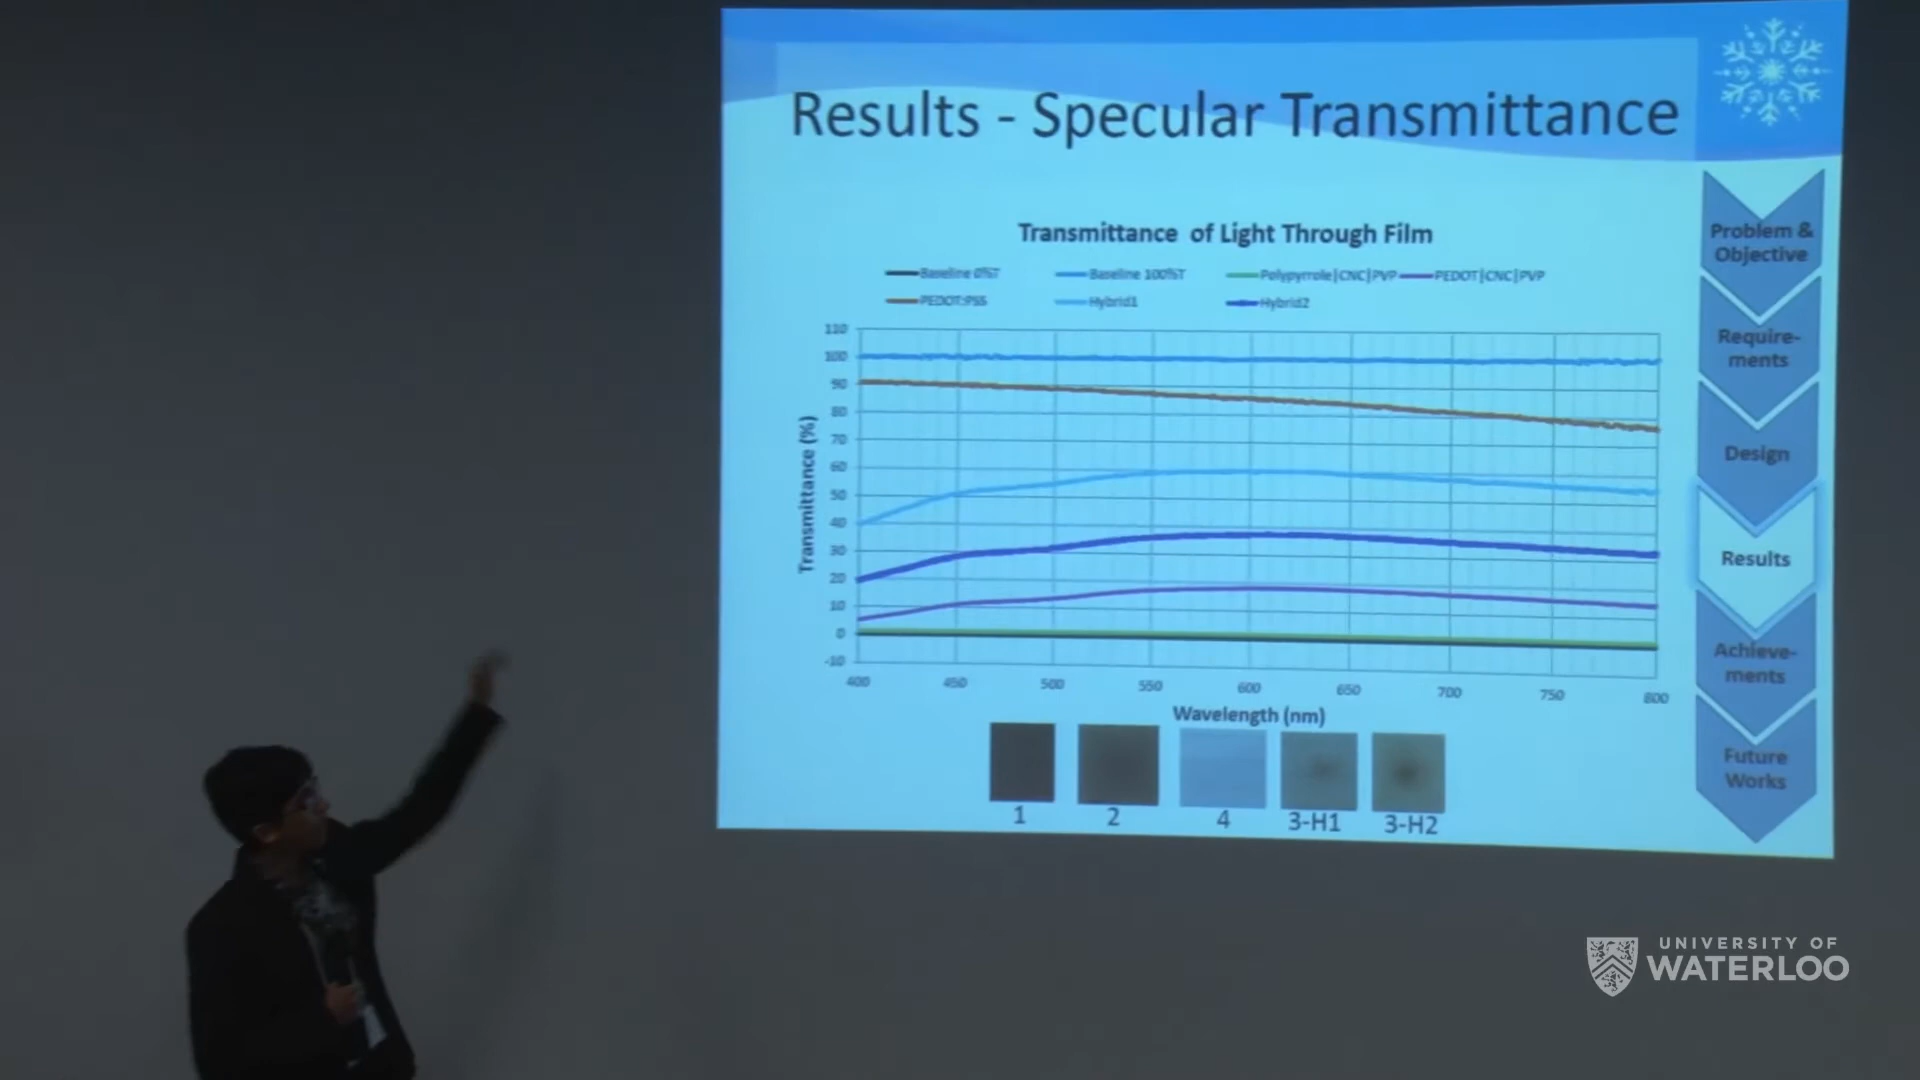 Results - Specular Transmittance
Transmittance of Light Through Film
Baseline 0%T
Baseline 100%T
Polypyrrole|CNC|PVP
PEDOT|CNC|PVP
PEDOT:PSS
Hybrid1
Hybrid2
Transmittance (%)
110
100
90
80
70
60
50
40
30
20
10
0
-10
400 450 500 550 600 650 700 750 800
Wavelength (nm)
1 2 4 3-H1 3-H2
Problem &
Objective
Require-
ments
Design
Results
Achieve-
ments
Future
Works
UNIVERSITY OF
WATERLOO